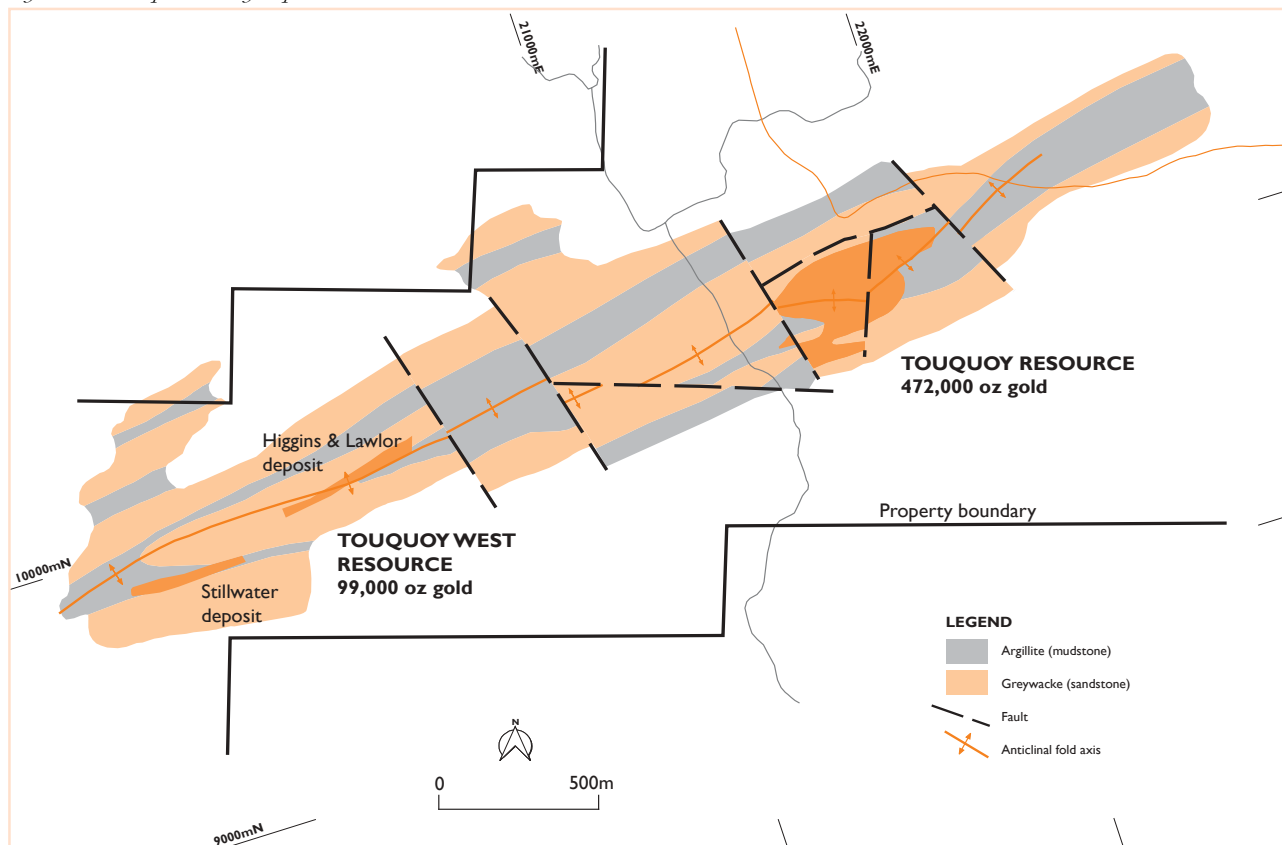 21000mE
22000mE
TOUQUOY RESOURCE
472,000 oz gold
Higgins & Lawlor
deposit
Property boundary
TOUQUOY WEST
RESOURCE
99,000 oz gold
10000mN
Stillwater
deposit
LEGEND
Argillite (mudstone)
Greywacke (sandstone)
Fault
Anticlinal fold axis
N
0 500m
9000mN